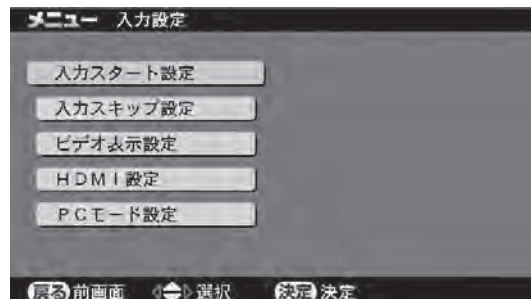 メニュー 入力設定
入力スタート設定
入力スキップ設定
ビデオ表示設定
HDMI設定
PCモード設定
戻る 前画面 選択 決定 決定